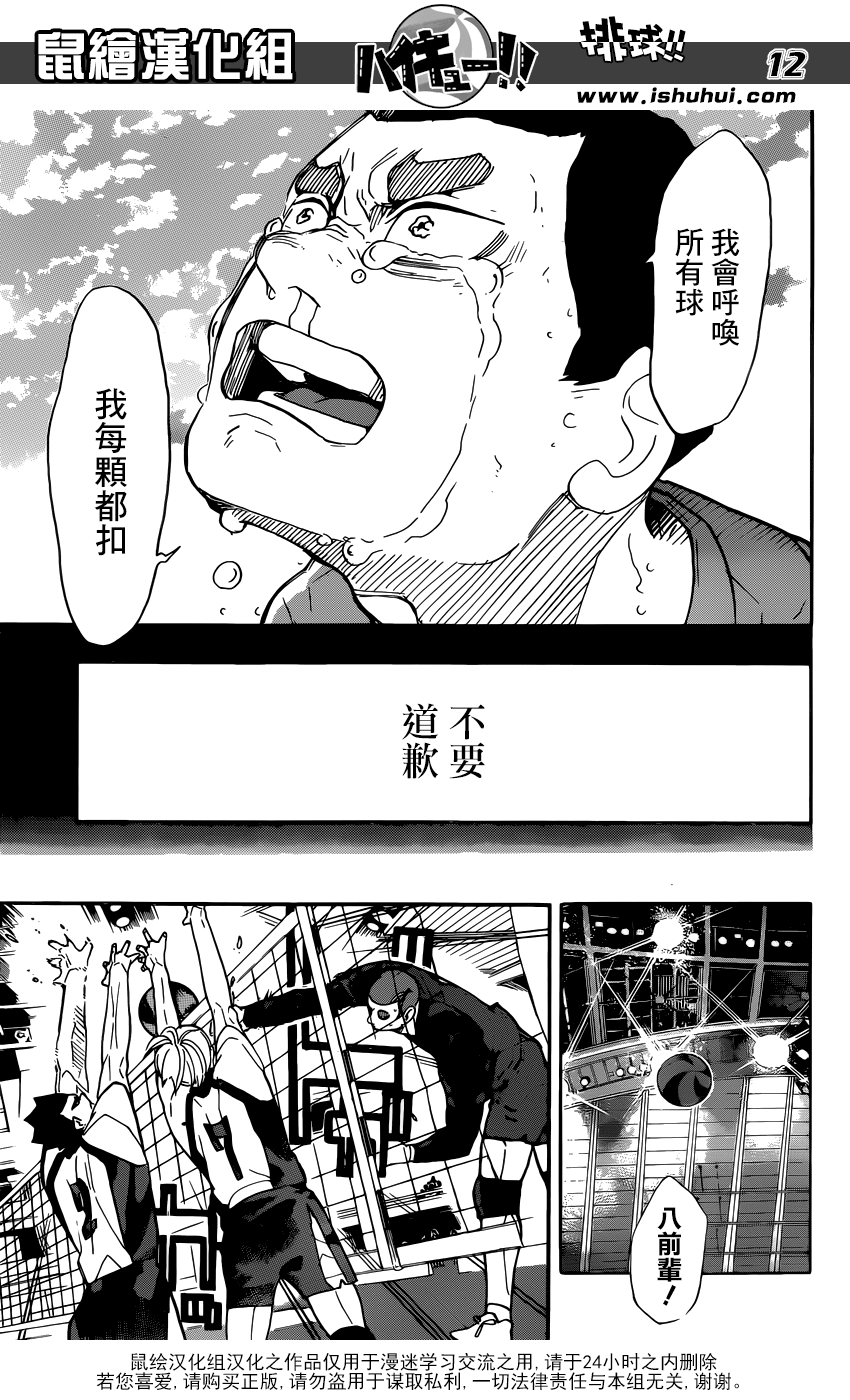 鼠繪漢化組
ハイキュー!!
排球!!
12
www.ishuhui.com
我會呼喚
所有球
我每顆都扣
不要
道歉
八前輩！
鼠绘汉化组汉化之作品仅用于漫迷学习交流之用,请于24小时之内删除
若您喜爱,请购买正版,请勿盗用于谋取私利,一切法律责任与本组无关,谢谢。